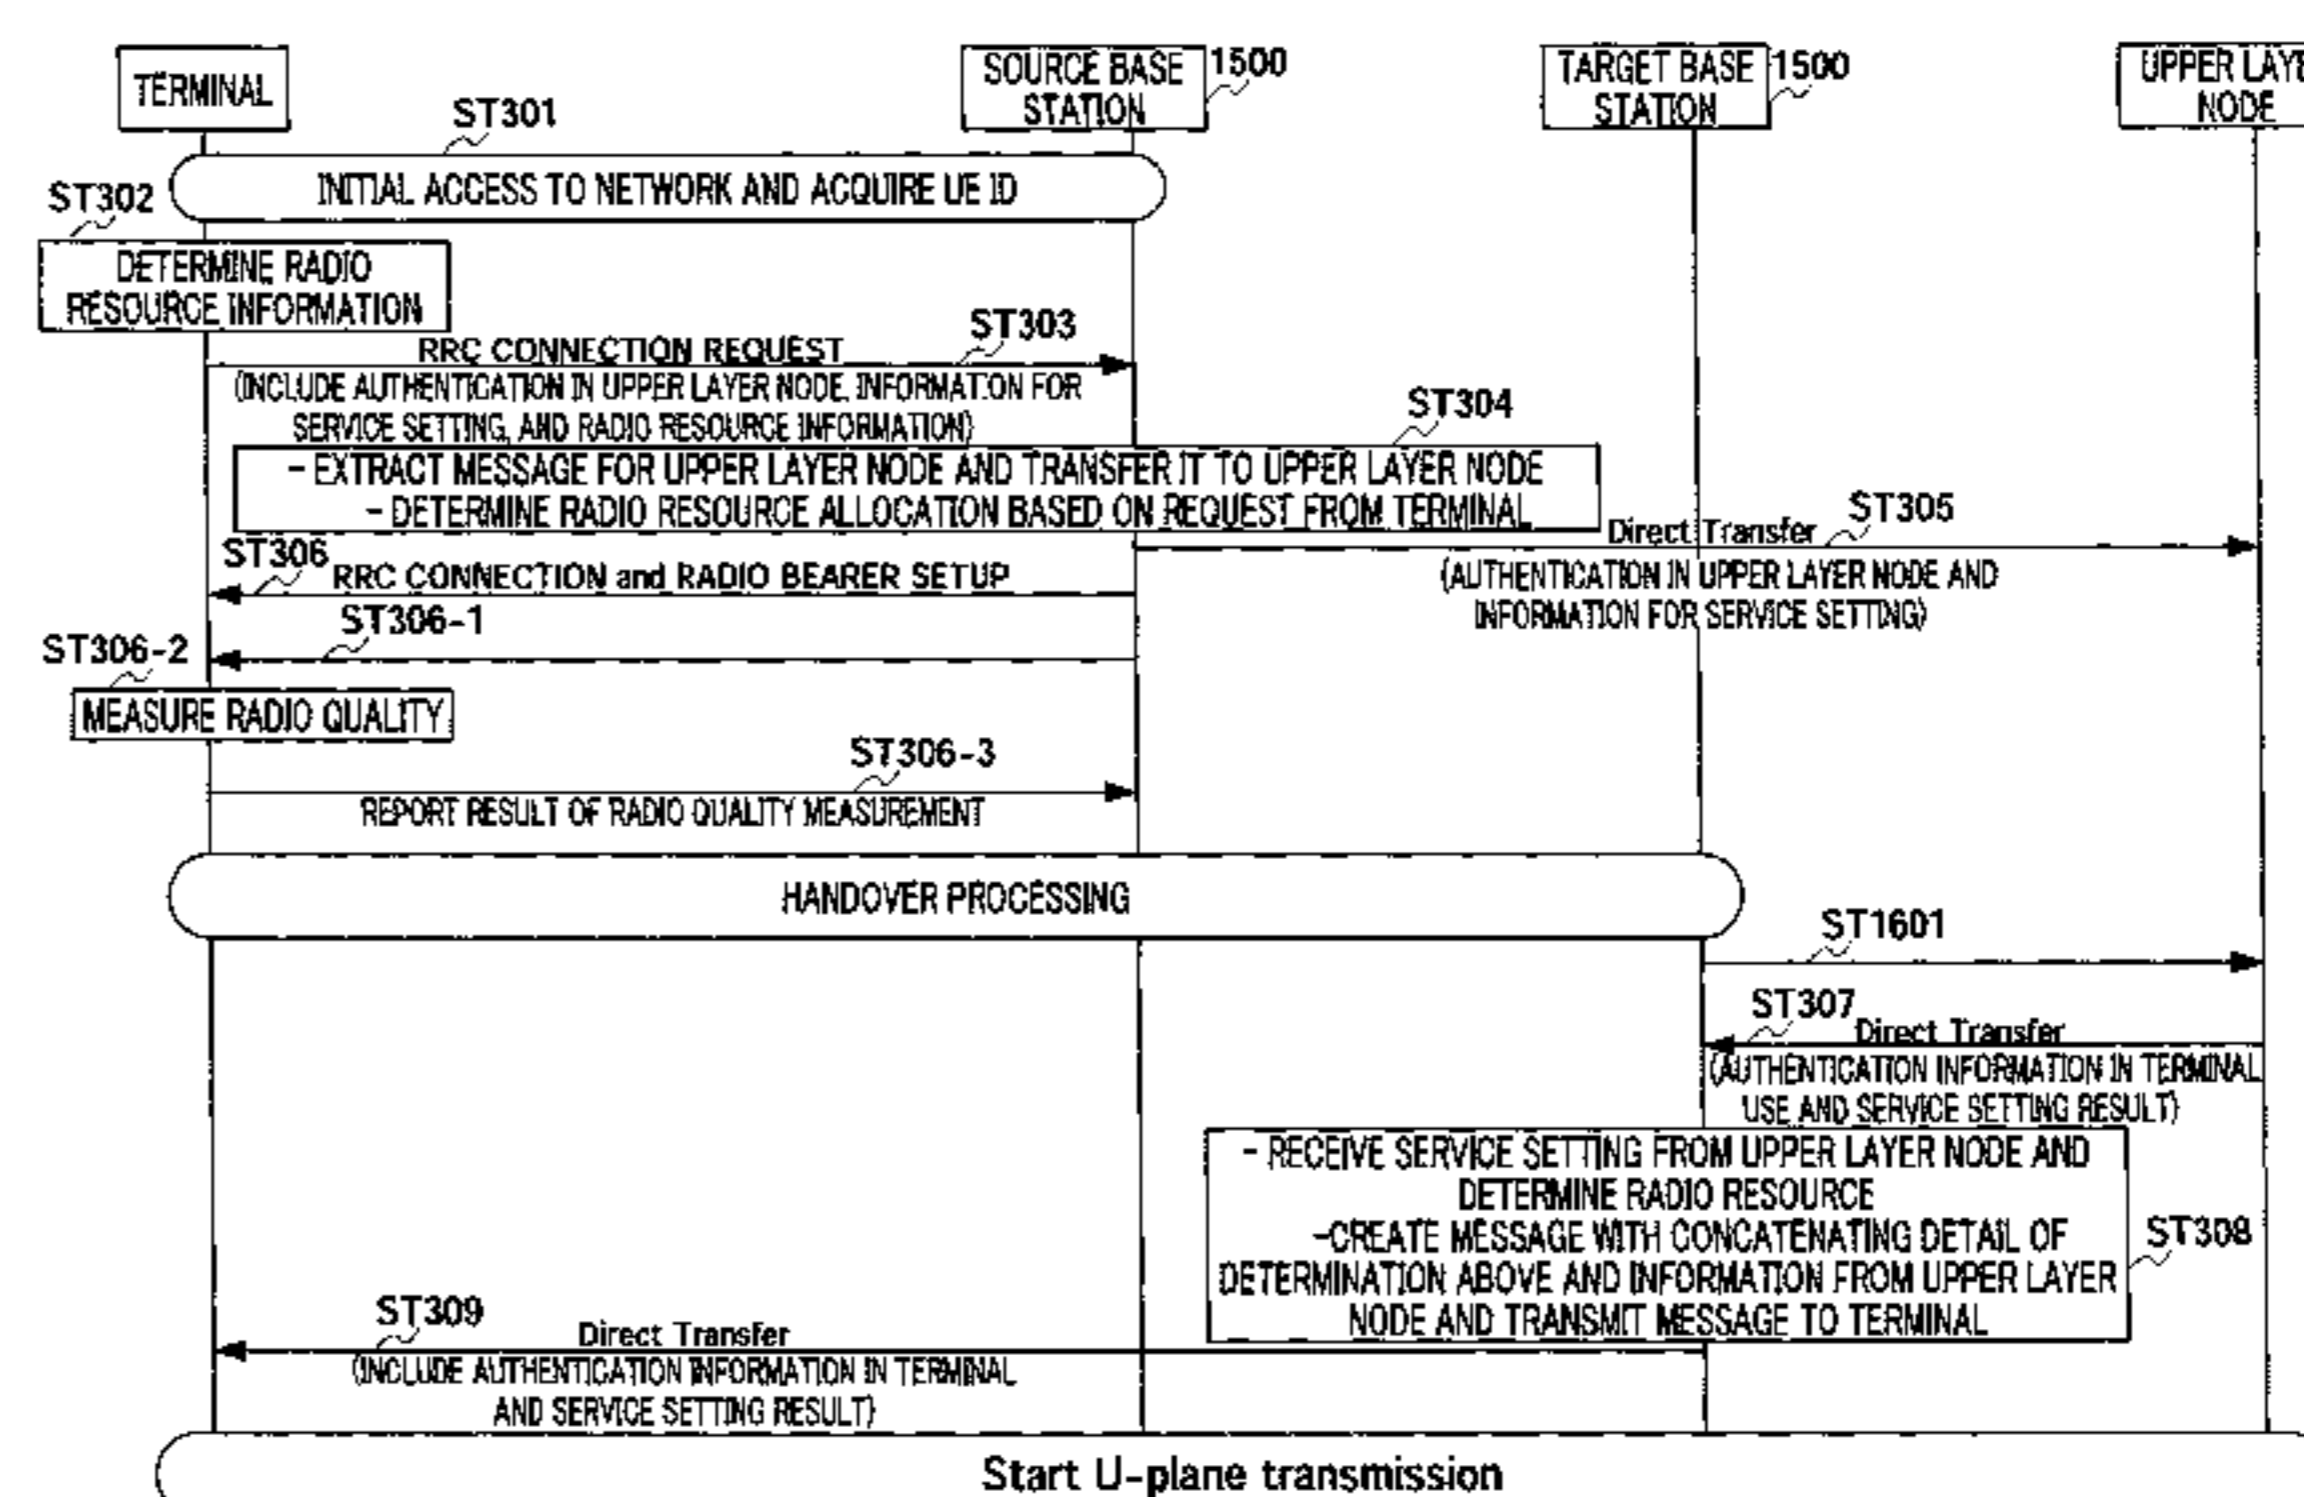 TERMINAL
SOURCE BASE
STATION
1500
TARGET BASE
STATION
1500
UPPER LAYE
NODE
ST301
INITIAL ACCESS TO NETWORK AND ACQUIRE UE ID
ST302
DETERMINE RADIO
RESOURCE INFORMATION
ST303
RRC CONNECTION REQUEST
(INCLUDE AUTHENTICATION IN UPPER LAYER NODE, INFORMATION FOR
SERVICE SETTING, AND RADIO RESOURCE INFORMATION)
ST304
- EXTRACT MESSAGE FOR UPPER LAYER NODE AND TRANSFER IT TO UPPER LAYER NODE
- DETERMINE RADIO RESOURCE ALLOCATION BASED ON REQUEST FROM TERMINAL
ST305
Direct Transfer
(AUTHENTICATION IN UPPER LAYER NODE AND
INFORMATION FOR SERVICE SETTING)
ST306
RRC CONNECTION and RADIO BEARER SETUP
ST306-1
ST306-2
MEASURE RADIO QUALITY
ST306-3
REPORT RESULT OF RADIO QUALITY MEASUREMENT
HANDOVER PROCESSING
ST1601
ST307
Direct Transfer
(AUTHENTICATION INFORMATION IN TERMINAL
USE AND SERVICE SETTING RESULT)
- RECEIVE SERVICE SETTING FROM UPPER LAYER NODE AND
DETERMINE RADIO RESOURCE
-CREATE MESSAGE WITH CONCATENATING DETAIL OF
DETERMINATION ABOVE AND INFORMATION FROM UPPER LAYER
NODE AND TRANSMIT MESSAGE TO TERMINAL
ST308
ST309
Direct Transfer
(INCLUDE AUTHENTICATION INFORMATION IN TERMINAL
AND SERVICE SETTING RESULT)
Start U-plane transmission